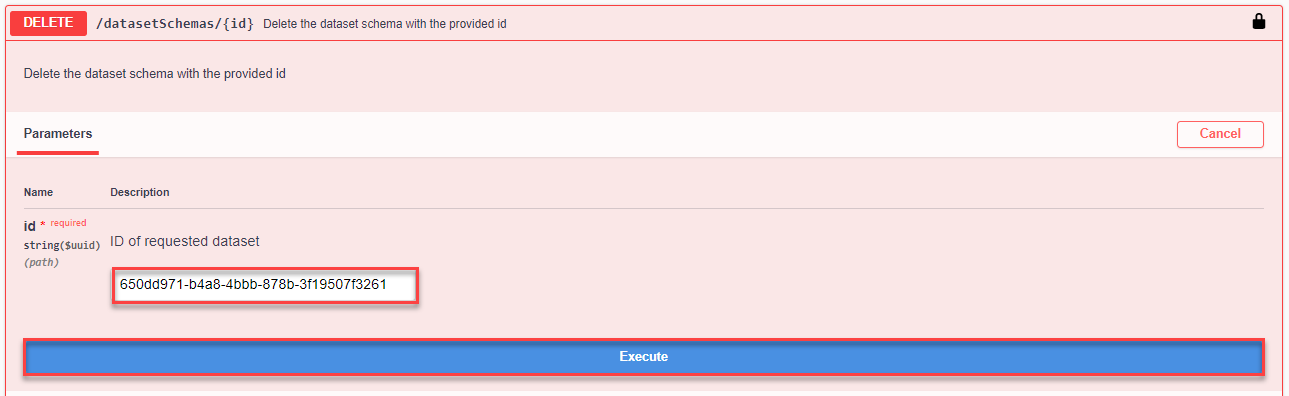 DELETE /datasetSchemas/{id} Delete the dataset schema with the provided id
Delete the dataset schema with the provided id
Parameters Cancel
Name Description
id * required
string($uuid)
(path)
ID of requested dataset
650dd971-b4a8-4bbb-878b-3f19507f3261
Execute